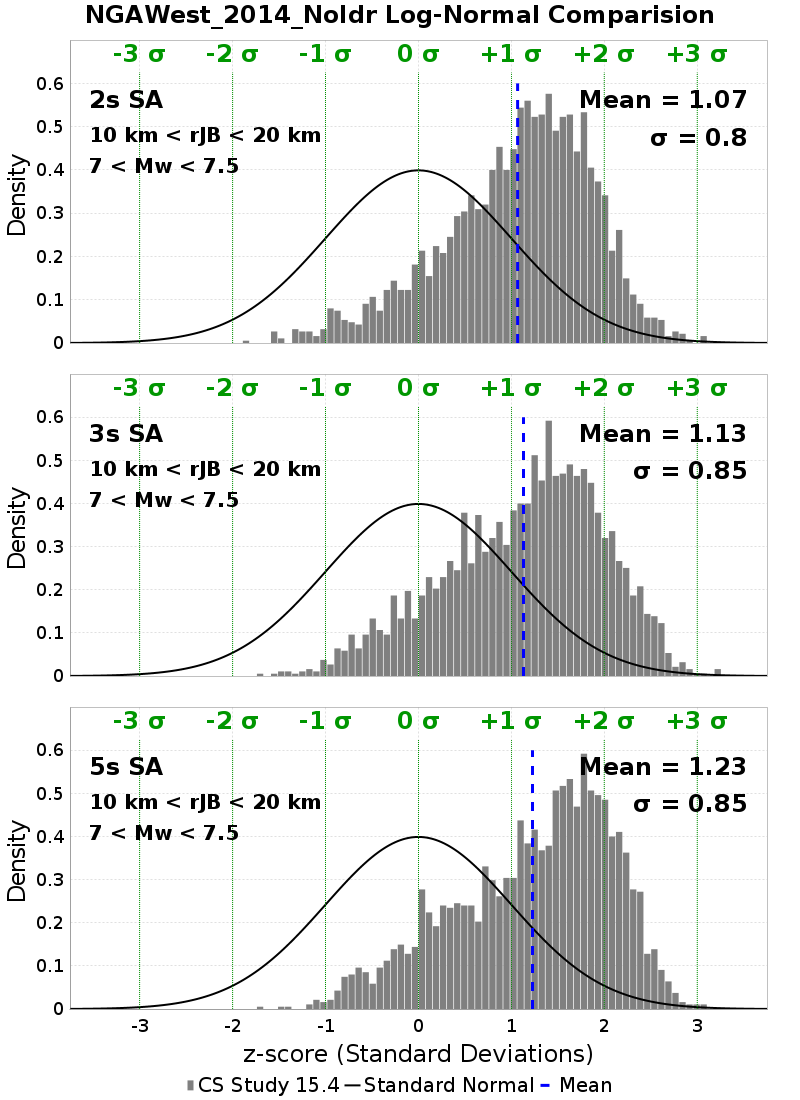 NGAWest_2014_NoIdr Log-Normal Comparision
-3 σ -2 σ -1 σ 0 σ +1 σ +2 σ +3 σ
0.6
2s SA Mean = 1.07
0.5
10 km < rJB < 20 km σ = 0.8
7 < Mw < 7.5
0.4
Density
0.3
0.2
0.1
0
-3 σ -2 σ -1 σ 0 σ +1 σ +2 σ +3 σ
0.6
3s SA Mean = 1.13
0.5
10 km < rJB < 20 km σ = 0.85
7 < Mw < 7.5
0.4
Density
0.3
0.2
0.1
0
-3 σ -2 σ -1 σ 0 σ +1 σ +2 σ +3 σ
0.6
5s SA Mean = 1.23
0.5
10 km < rJB < 20 km σ = 0.85
7 < Mw < 7.5
0.4
Density
0.3
0.2
0.1
0
-3 -2 -1 0 1 2 3
z-score (Standard Deviations)
CS Study 15.4 Standard Normal Mean